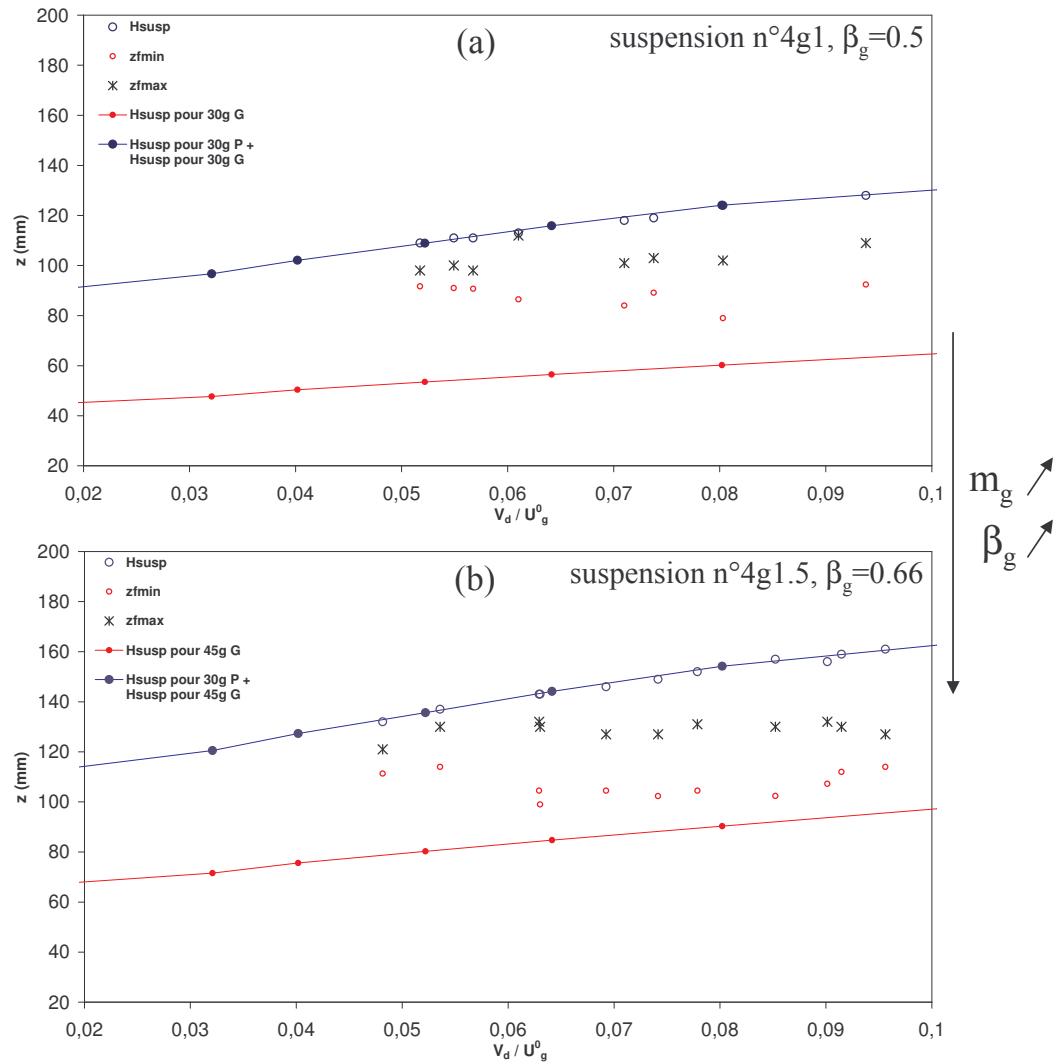 (a)
suspension n°4g1, βg=0.5
Hsusp
zfmin
zfmax
Hsusp pour 30g G
Hsusp pour 30g P +
Hsusp pour 30g G
z (mm)
200
180
160
140
120
100
80
60
40
20
0,02 0,03 0,04 0,05 0,06 0,07 0,08 0,09 0,1
Vd / U0g
mg
βg
(b)
suspension n°4g1.5, βg=0.66
Hsusp
zfmin
zfmax
Hsusp pour 45g G
Hsusp pour 30g P +
Hsusp pour 45g G
z (mm)
200
180
160
140
120
100
80
60
40
20
0,02 0,03 0,04 0,05 0,06 0,07 0,08 0,09 0,1
Vd / U0g